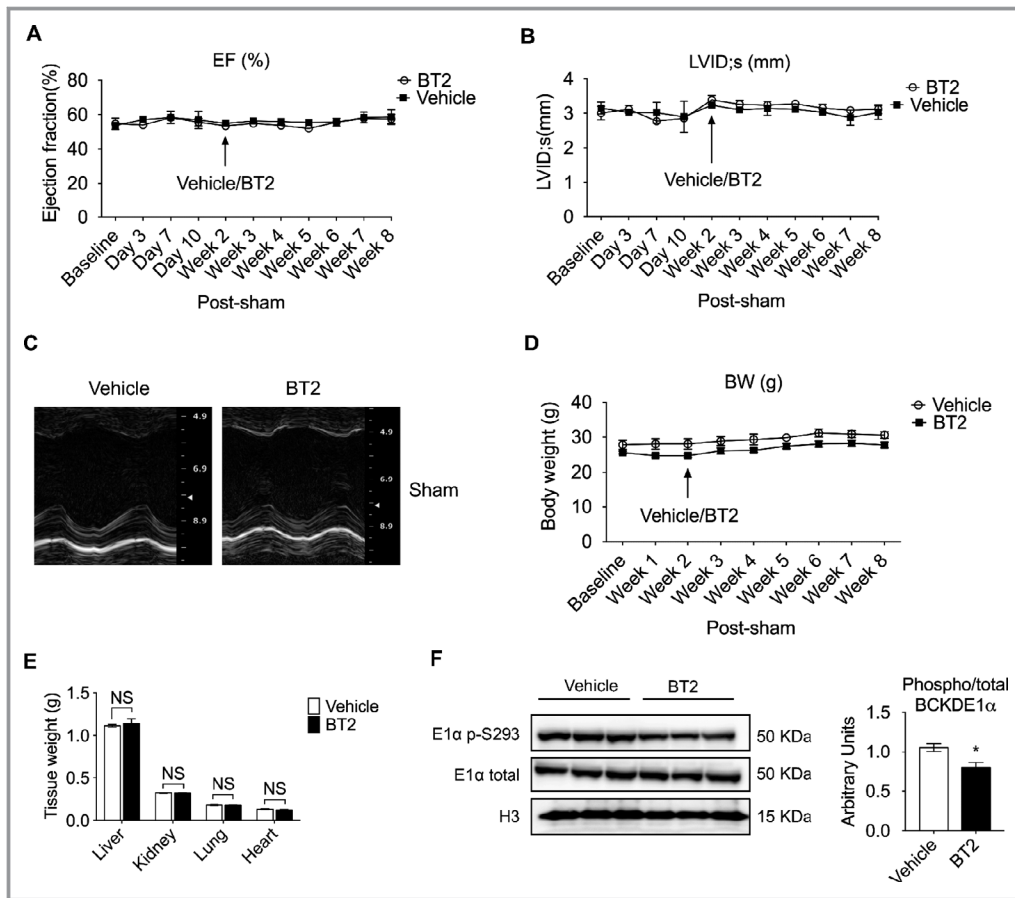 A
EF (%)
Ejection fraction(%)
80
60
40
20
0
BT2
Vehicle
Vehicle/BT2
Baseline
Day 3
Day 7
Day 10
Week 2
Week 3
Week 4
Week 5
Week 6
Week 7
Week 8
Post-sham
B
LVID;s (mm)
LVID;s(mm)
4
3
2
1
0
BT2
Vehicle
Vehicle/BT2
Baseline
Day 3
Day 7
Day 10
Week 2
Week 3
Week 4
Week 5
Week 6
Week 7
Week 8
Post-sham
C
Vehicle
BT2
4.9
6.9
8.9
4.9
6.9
8.9
Sham
D
BW (g)
Body weight (g)
40
30
20
10
0
Vehicle
BT2
Vehicle/BT2
Baseline
Week 1
Week 2
Week 3
Week 4
Week 5
Week 6
Week 7
Week 8
Post-sham
E
Tissue weight (g)
1.5
1.0
0.5
0.0
NS
NS
NS
NS
Vehicle
BT2
Liver
Kidney
Lung
Heart
F
Vehicle
BT2
E1α p-S293
50 KDa
E1α total
50 KDa
H3
15 KDa
Phospho/total
BCKDE1α
Arbitrary Units
1.5
1.0
0.5
0.0
*
Vehicle
BT2